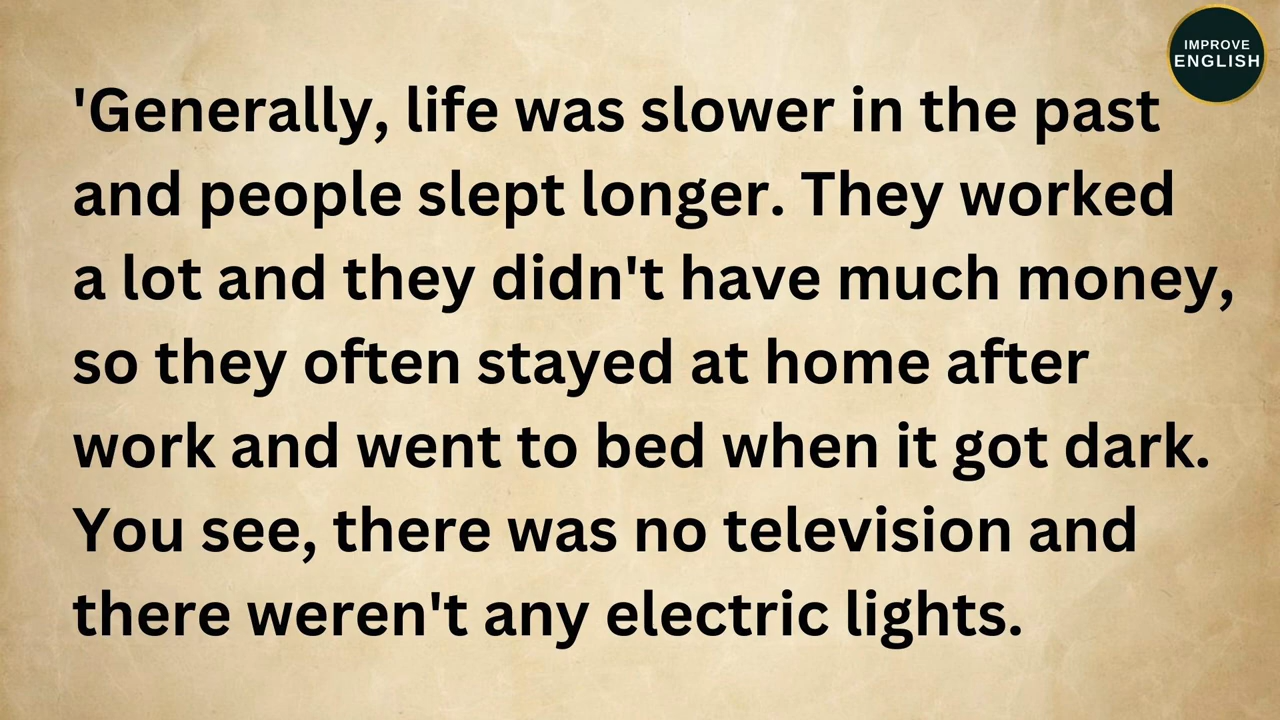 IMPROVE
ENGLISH
'Generally, life was slower in the past
and people slept longer. They worked
a lot and they didn't have much money,
so they often stayed at home after
work and went to bed when it got dark.
You see, there was no television and
there weren't any electric lights.